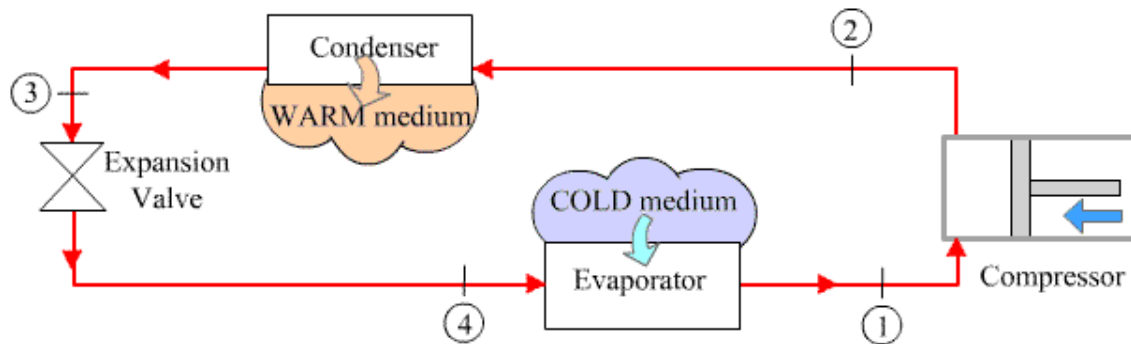 Condenser
WARM medium
2
3
Expansion
Valve
COLD medium
Evaporator
4
1
Compressor